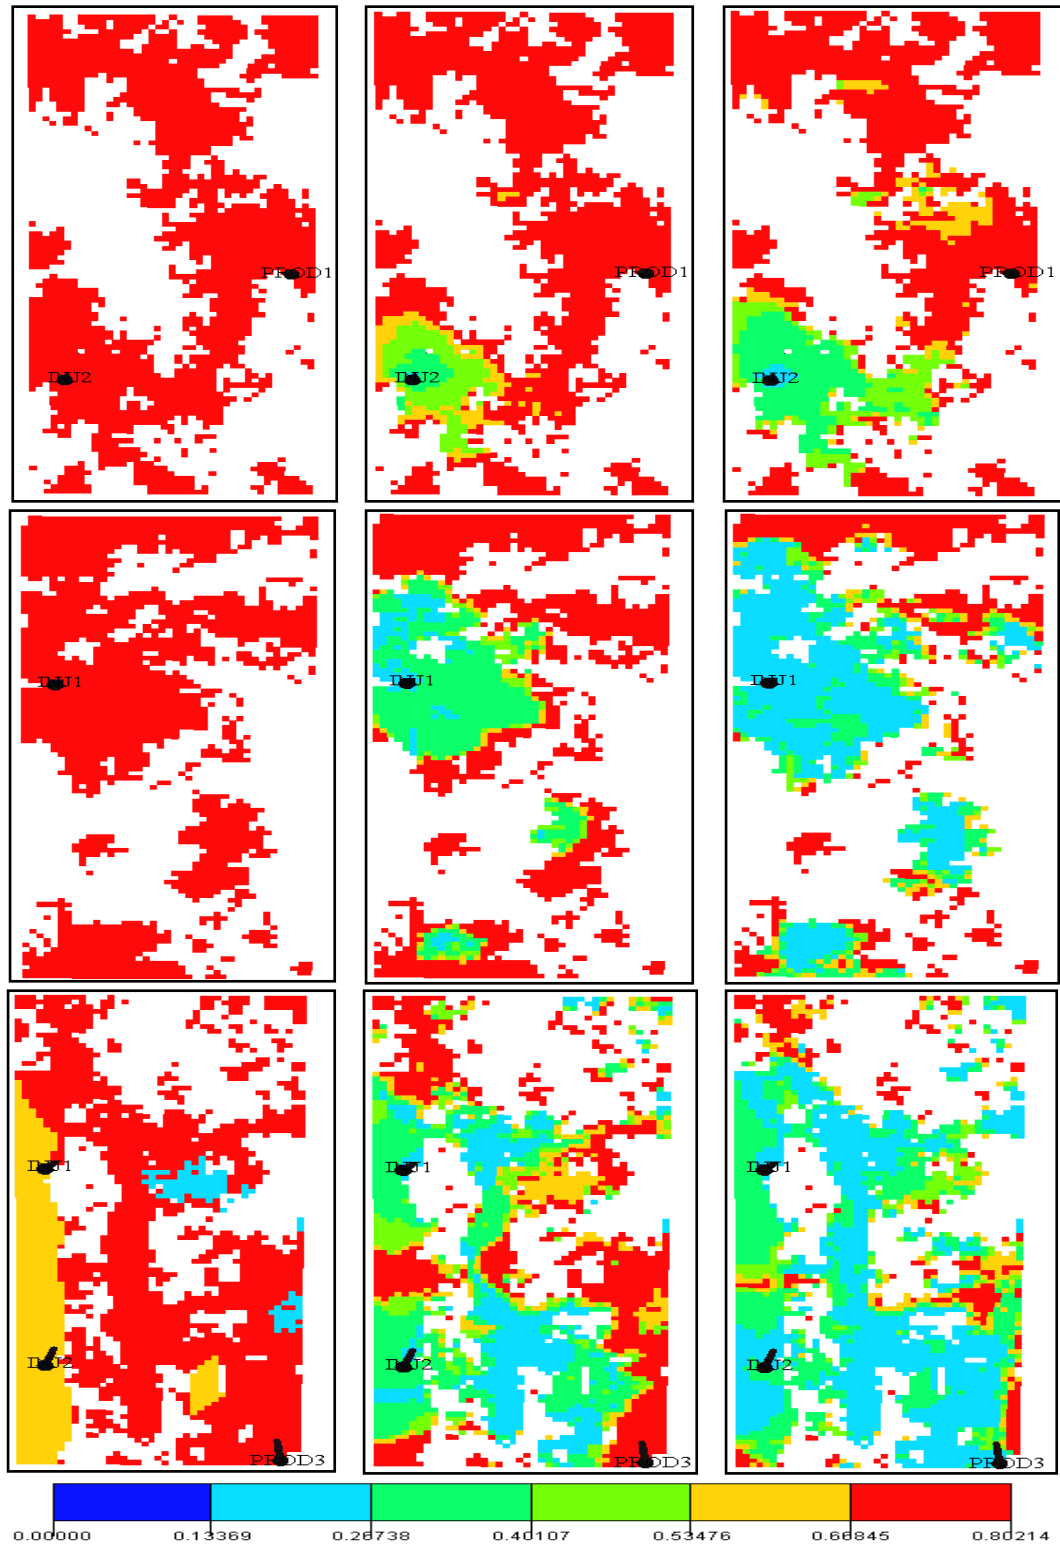 PROD1 PROD1 PROD1
INJ2 INJ2 INJ2
INJ1 INJ1 INJ1
INJ1 INJ1 INJ1
INJ2 INJ2 INJ2
PROD3 PROD3 PROD3
0.00000 0.13369 0.26738 0.40107 0.53476 0.66845 0.80214